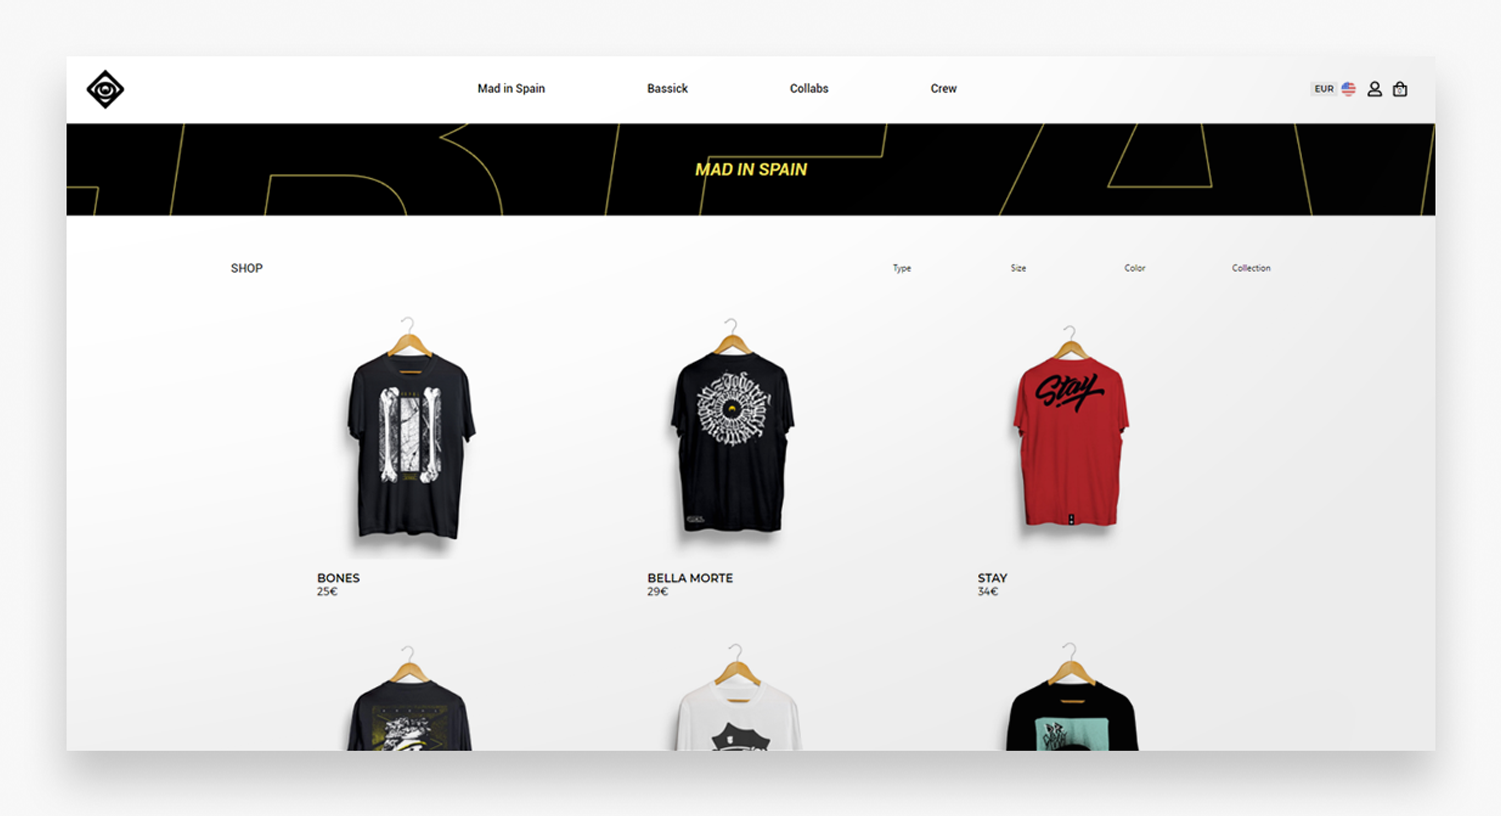 Mad in Spain
Bassick
Collabs
Crew
EUR
MAD IN SPAIN
SHOP
Type
Size
Color
Collection
Stay
BONES
25€
BELLA MORTE
29€
STAY
34€